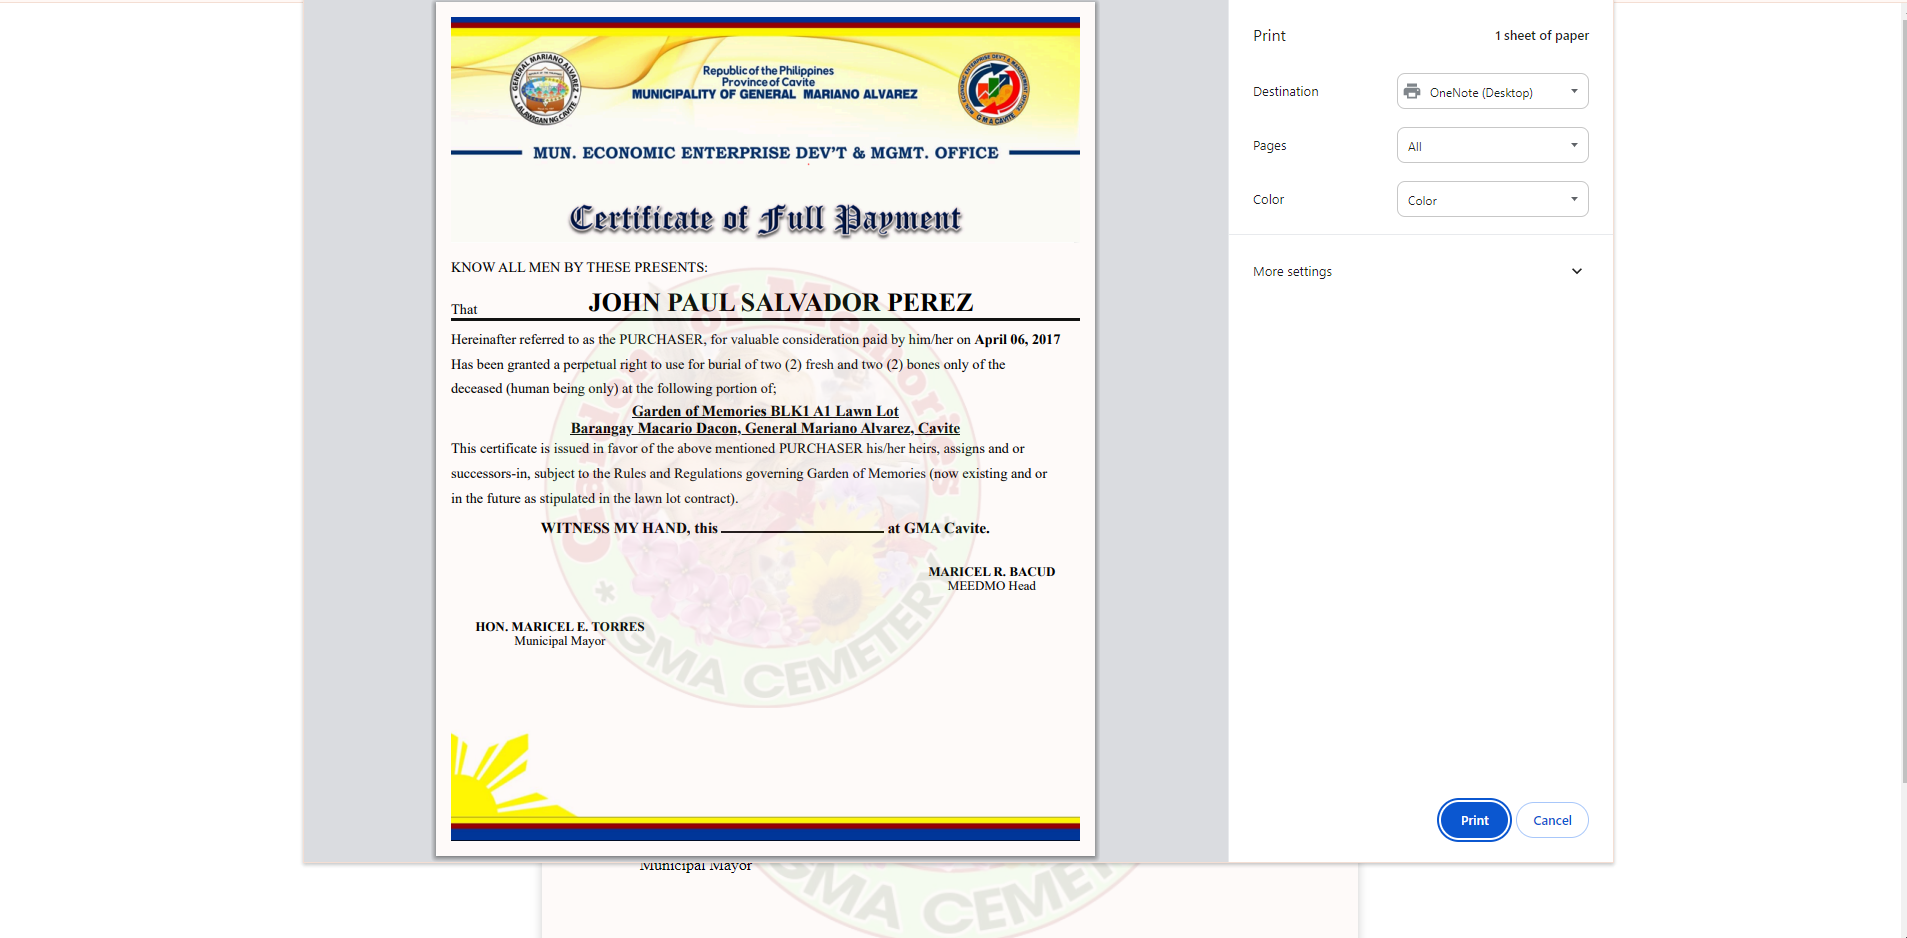 Republic of the Philippines
Province of Cavite
MUNICIPALITY OF GENERAL MARIANO ALVAREZ
GENERAL MARIANO ALVAREZ
LALAWIGAN NG CAVITE
G M A CAVITE
MUN. ECONOMIC ENTERPRISE DEV'T & MGMT. OFFICE
Certificate of Full Payment
KNOW ALL MEN BY THESE PRESENTS:
That JOHN PAUL SALVADOR PEREZ
Hereinafter referred to as the PURCHASER, for valuable consideration paid by him/her on April 06, 2017
Has been granted a perpetual right to use for burial of two (2) fresh and two (2) bones only of the
deceased (human being only) at the following portion of;
Garden of Memories BLK1 A1 Lawn Lot
Barangay Macario Dacon, General Mariano Alvarez, Cavite
This certificate is issued in favor of the above mentioned PURCHASER his/her heirs, assigns and or
successors-in, subject to the Rules and Regulations governing Garden of Memories (now existing and or
in the future as stipulated in the lawn lot contract).
WITNESS MY HAND, this at GMA Cavite.
MARICEL R. BACUD
MEEDMO Head
HON. MARICEL E. TORRES
Municipal Mayor
Garden of Memories
* GMA CEMETERY *
Print
1 sheet of paper
Destination
OneNote (Desktop)
Pages
All
Color
Color
More settings
Print
Cancel
Municipal Mayor
GMA CEMETERY